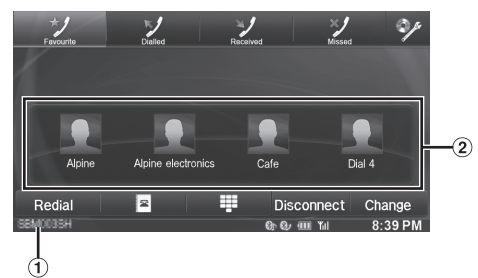 Favourite Dialled Received Missed
Alpine Alpine electronics Cafe Dial 4
2
Redial Disconnect Change
8:39 PM
1